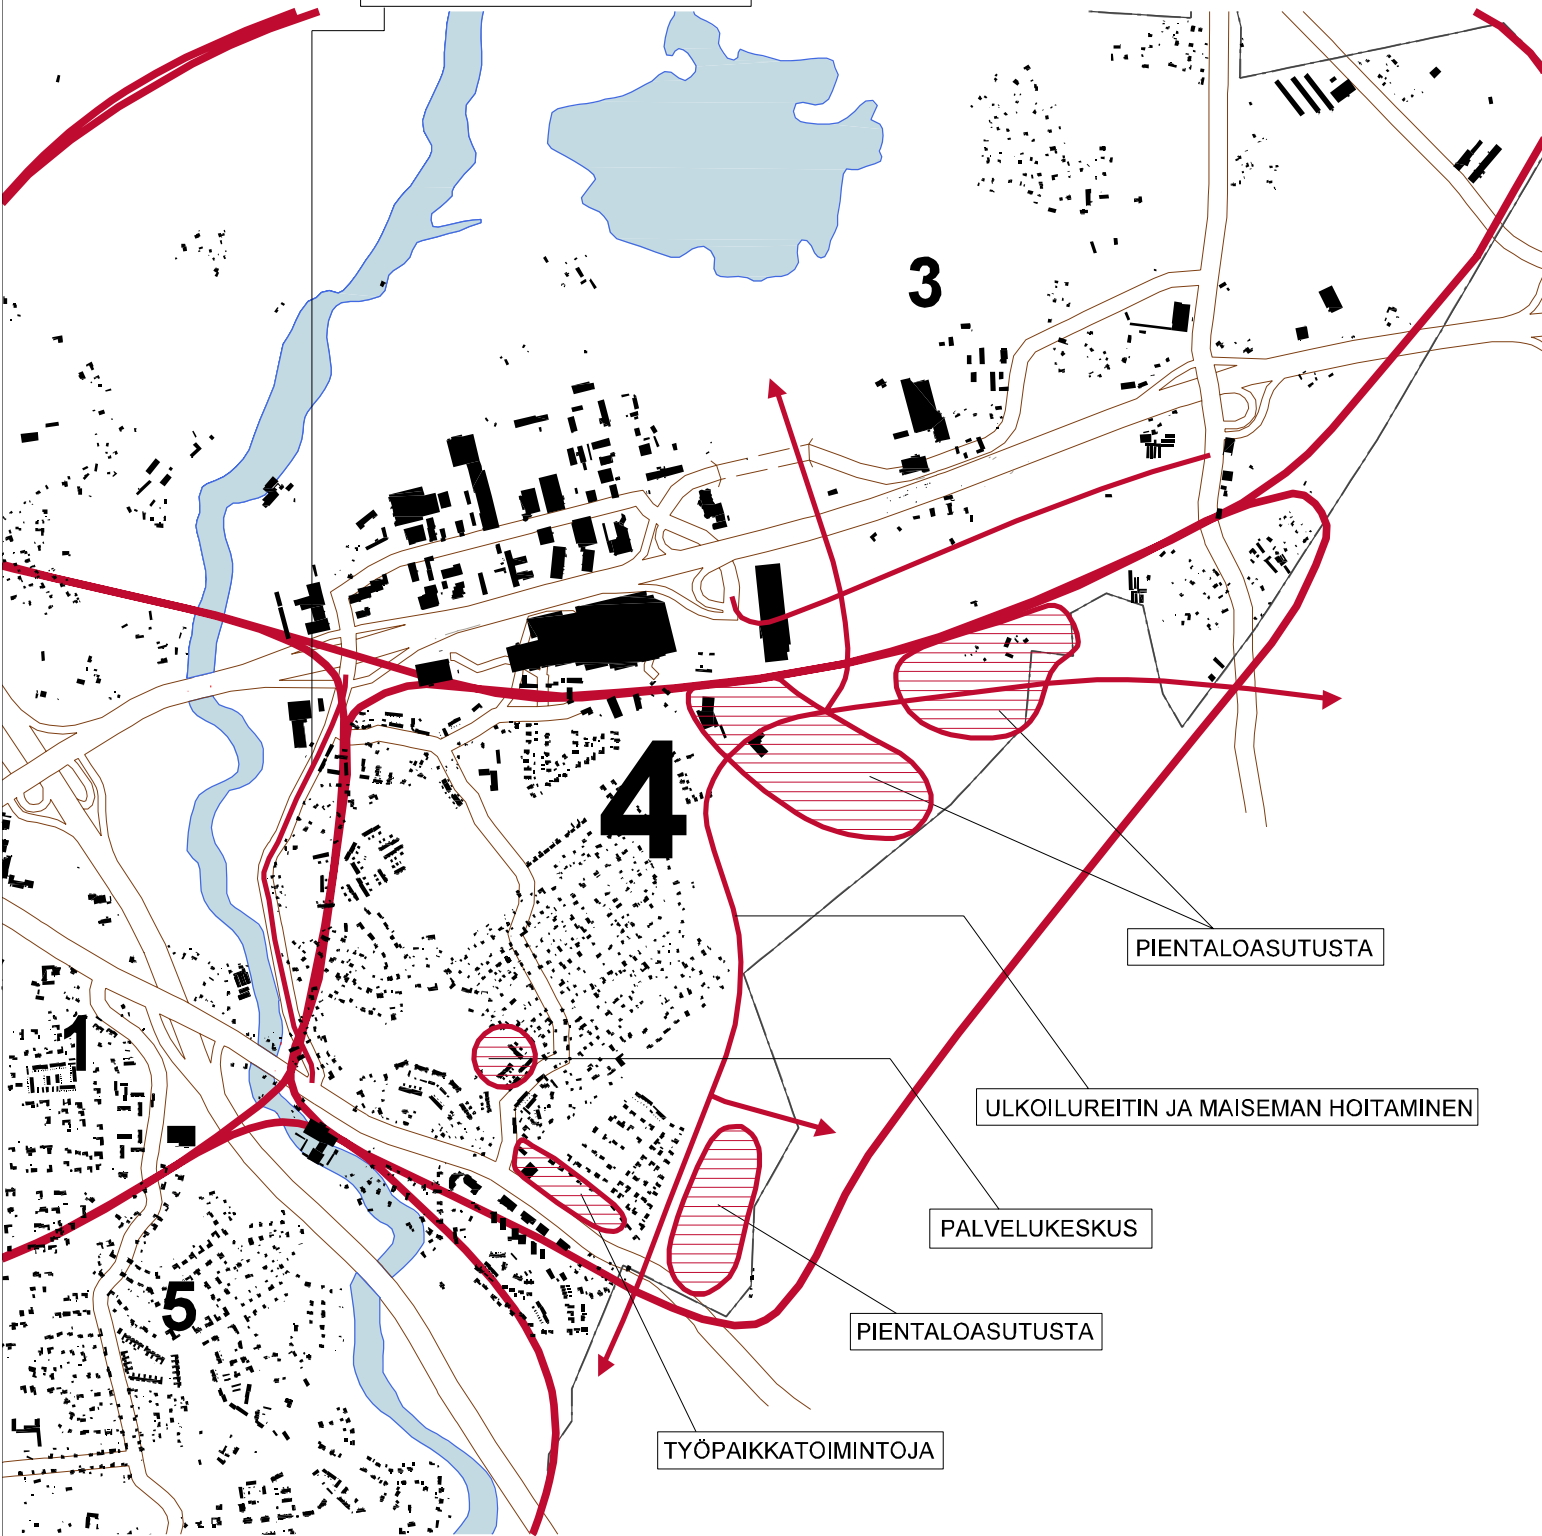 3
4
PIENTALOASUTUSTA
1
ULKOILUREITIN JA MAISEMAN HOITAMINEN
PALVELUKESKUS
5
PIENTALOASUTUSTA
TYÖPAIKKATOIMINTOJA